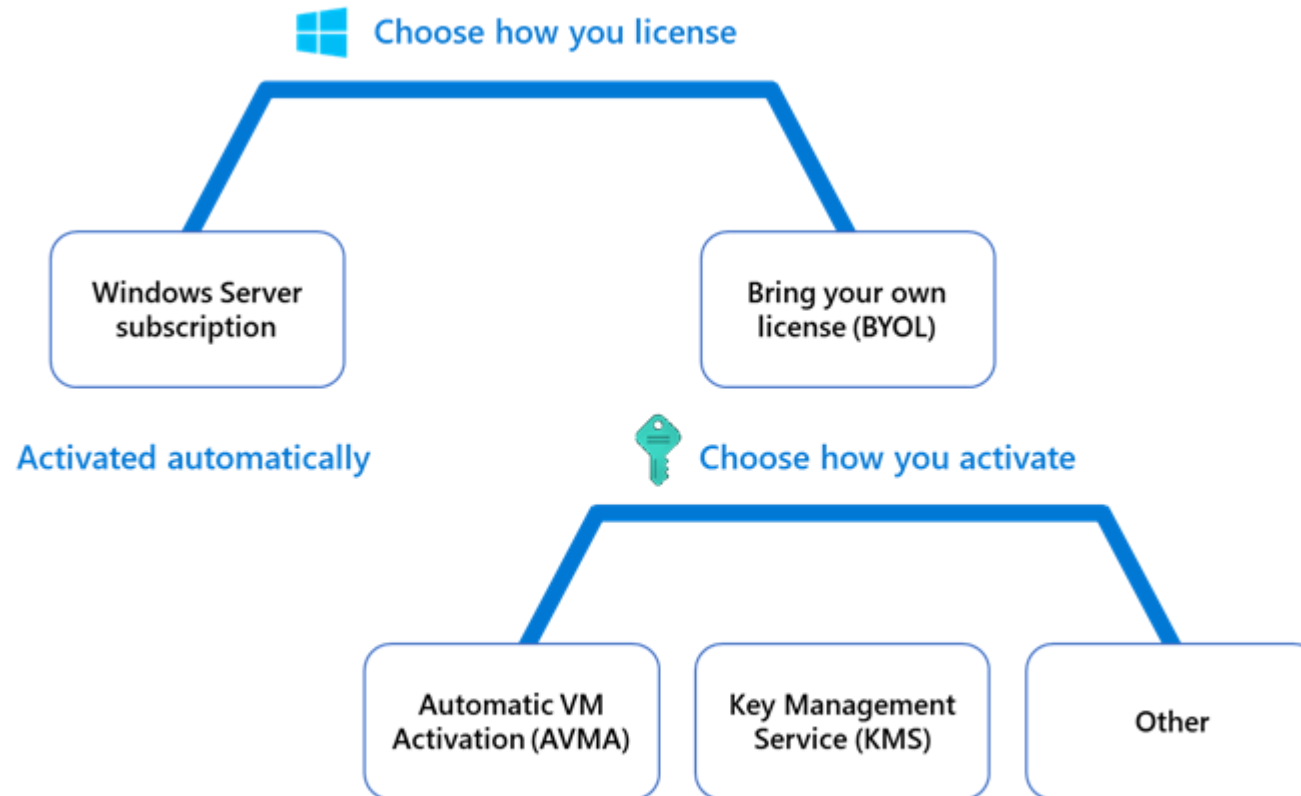 Choose how you license
Windows Server
subscription
Bring your own
license (BYOL)
Activated automatically
Choose how you activate
Automatic VM
Activation (AVMA)
Key Management
Service (KMS)
Other